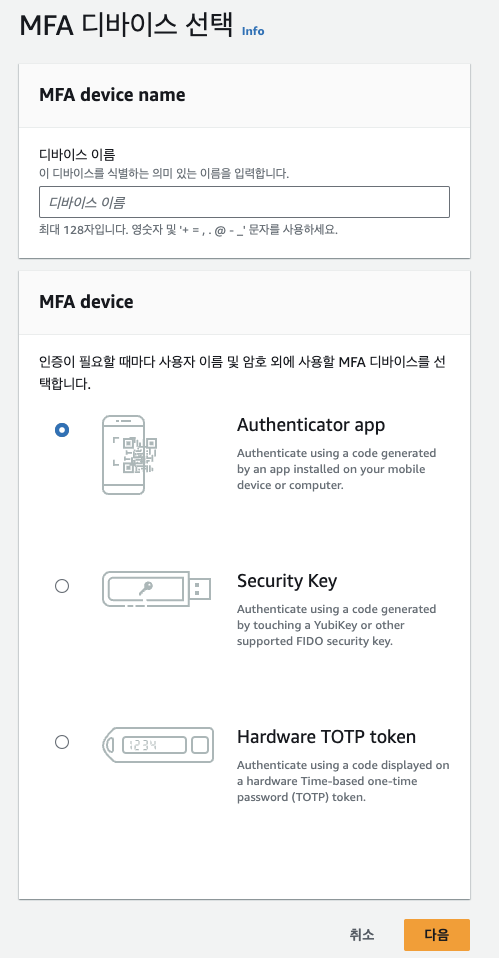 MFA 디바이스 선택 Info
MFA device name
디바이스 이름
이 디바이스를 식별하는 의미 있는 이름을 입력합니다.
디바이스 이름
최대 128자입니다. 영숫자 및 '+ = , . @ - _' 문자를 사용하세요.
MFA device
인증이 필요할 때마다 사용자 이름 및 암호 외에 사용할 MFA 디바이스를 선
택합니다.
Authenticator app
Authenticate using a code generated
by an app installed on your mobile
device or computer.
Security Key
Authenticate using a code generated
by touching a YubiKey or other
supported FIDO security key.
1234
Hardware TOTP token
Authenticate using a code displayed on
a hardware Time-based one-time
password (TOTP) token.
취소 다음